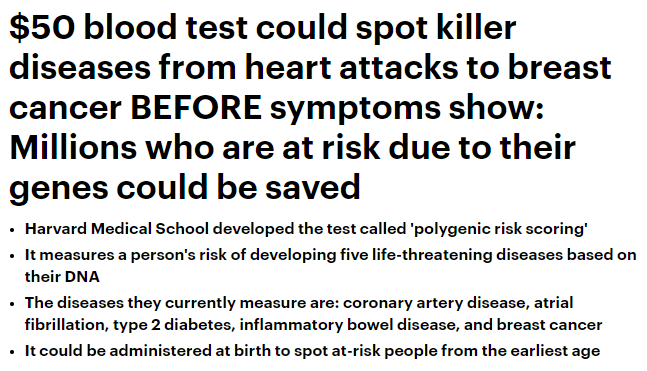 $50 blood test could spot killer
diseases from heart attacks to breast
cancer BEFORE symptoms show:
Millions who are at risk due to their
genes could be saved
• Harvard Medical School developed the test called 'polygenic risk scoring'
• It measures a person's risk of developing five life-threatening diseases based on
their DNA
• The diseases they currently measure are: coronary artery disease, atrial
fibrillation, type 2 diabetes, inflammatory bowel disease, and breast cancer
• It could be administered at birth to spot at-risk people from the earliest age